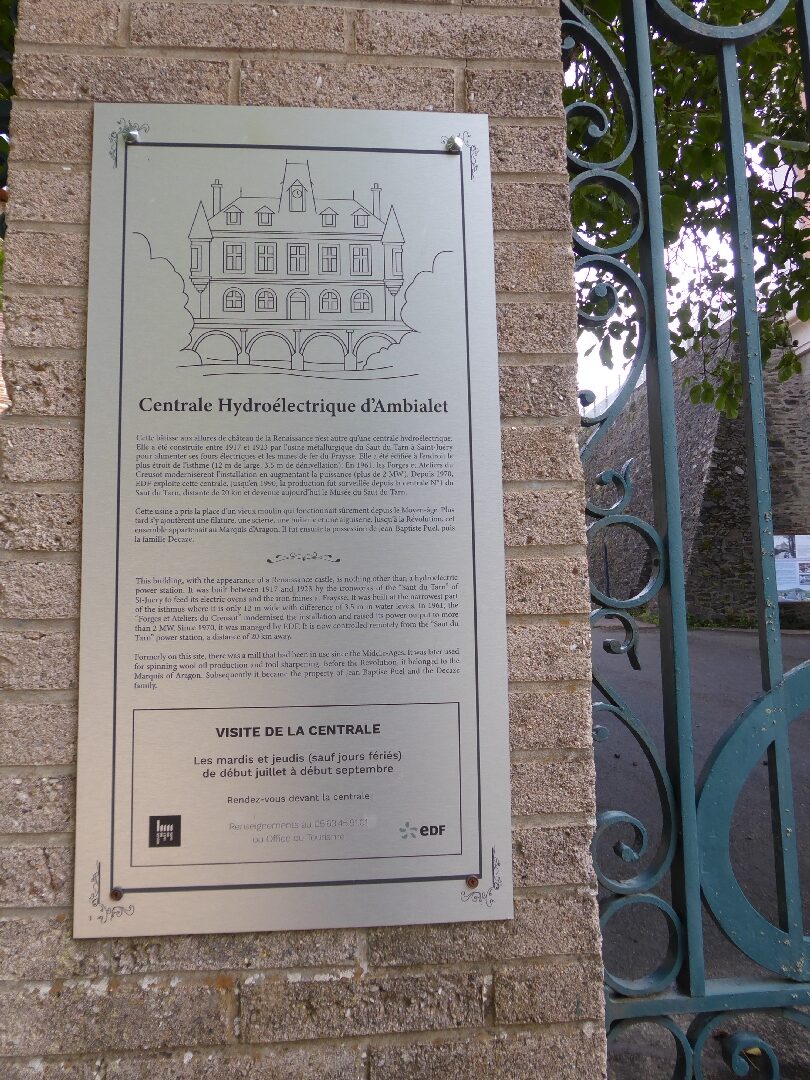 Centrale Hydroélectrique d'Ambialet
Cette bâtisse aux allures de château de la Renaissance n'est autre qu'une centrale hydroélectrique.
Elle a été construite entre 1917 et 1923 par l'usine métallurgique du Saut du Tarn à Saint-Juéry
pour alimenter ses fours électriques et les mines de fer du Fraysse. Elle a été édifiée à l'endroit le
plus étroit de l'isthme (12 m de large, 3,5 m de dénivellation). En 1961, les Forges et Ateliers du
Creusot modernisèrent l'installation en augmentant la puissance (plus de 2 MW). Depuis 1970,
EDF exploite cette centrale. Jusqu'en 1990, la production fut surveillée depuis la centrale N°1 du
Saut du Tarn, distante de 20 km et devenue aujourd'hui le Musée du Saut du Tarn.
Cette usine a pris la place d'un vieux moulin qui fonctionnait sûrement depuis le Moyen-âge. Plus
tard s'y ajoutèrent une filature, une scierie, une huilerie et une aiguiserie. Jusqu'à la Révolution, cet
ensemble appartenait au Marquis d'Aragon. Il fut ensuite la possession de Jean Baptiste Puel, puis
la famille Decaze.
This building, with the appearance of a Renaissance castle, is nothing other than a hydroelectric
power station. It was built between 1917 and 1923 by the ironworks of the "Saut du Tarn" of
St-Juery to feed its electric ovens and the iron mines at Fraysse. It was built at the narrowest part
of the isthmus where it is only 12 m wide with difference of 3.5 m in water levels. In 1961, the
"Forges et Ateliers du Creusot" modernised the installation and raised its power output to more
than 2 MW. Since 1970, it was managed by EDF. It is now controlled remotely from the "Saut du
Tarn" power station, a distance of 20 km away.
Formerly on this site, there was a mill that had been in use since the Middle-Ages. It was later used
for spinning wool oil production and tool sharpening. Before the Revolution, it belonged to the
Marquis of Aragon. Subsequently it became the property of Jean Baptise Puel and the Decaze
family.
VISITE DE LA CENTRALE
Les mardis et jeudis (sauf jours fériés)
de début juillet à début septembre
Rendez-vous devant la centrale
Renseignements au 05.63.45.91.01
ou Office du Tourisme
eDF